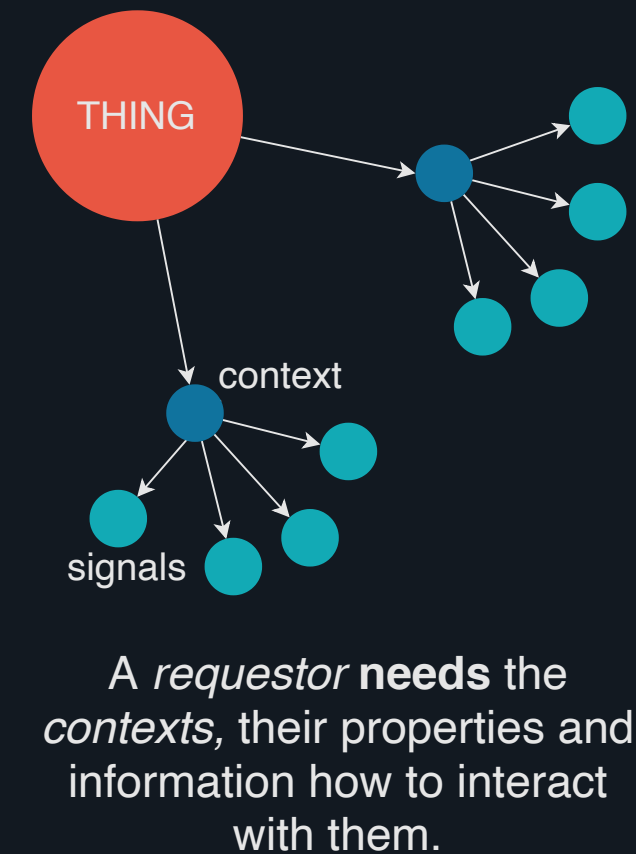 THING
context
signals
A requestor needs the
contexts, their properties and
information how to interact
with them.